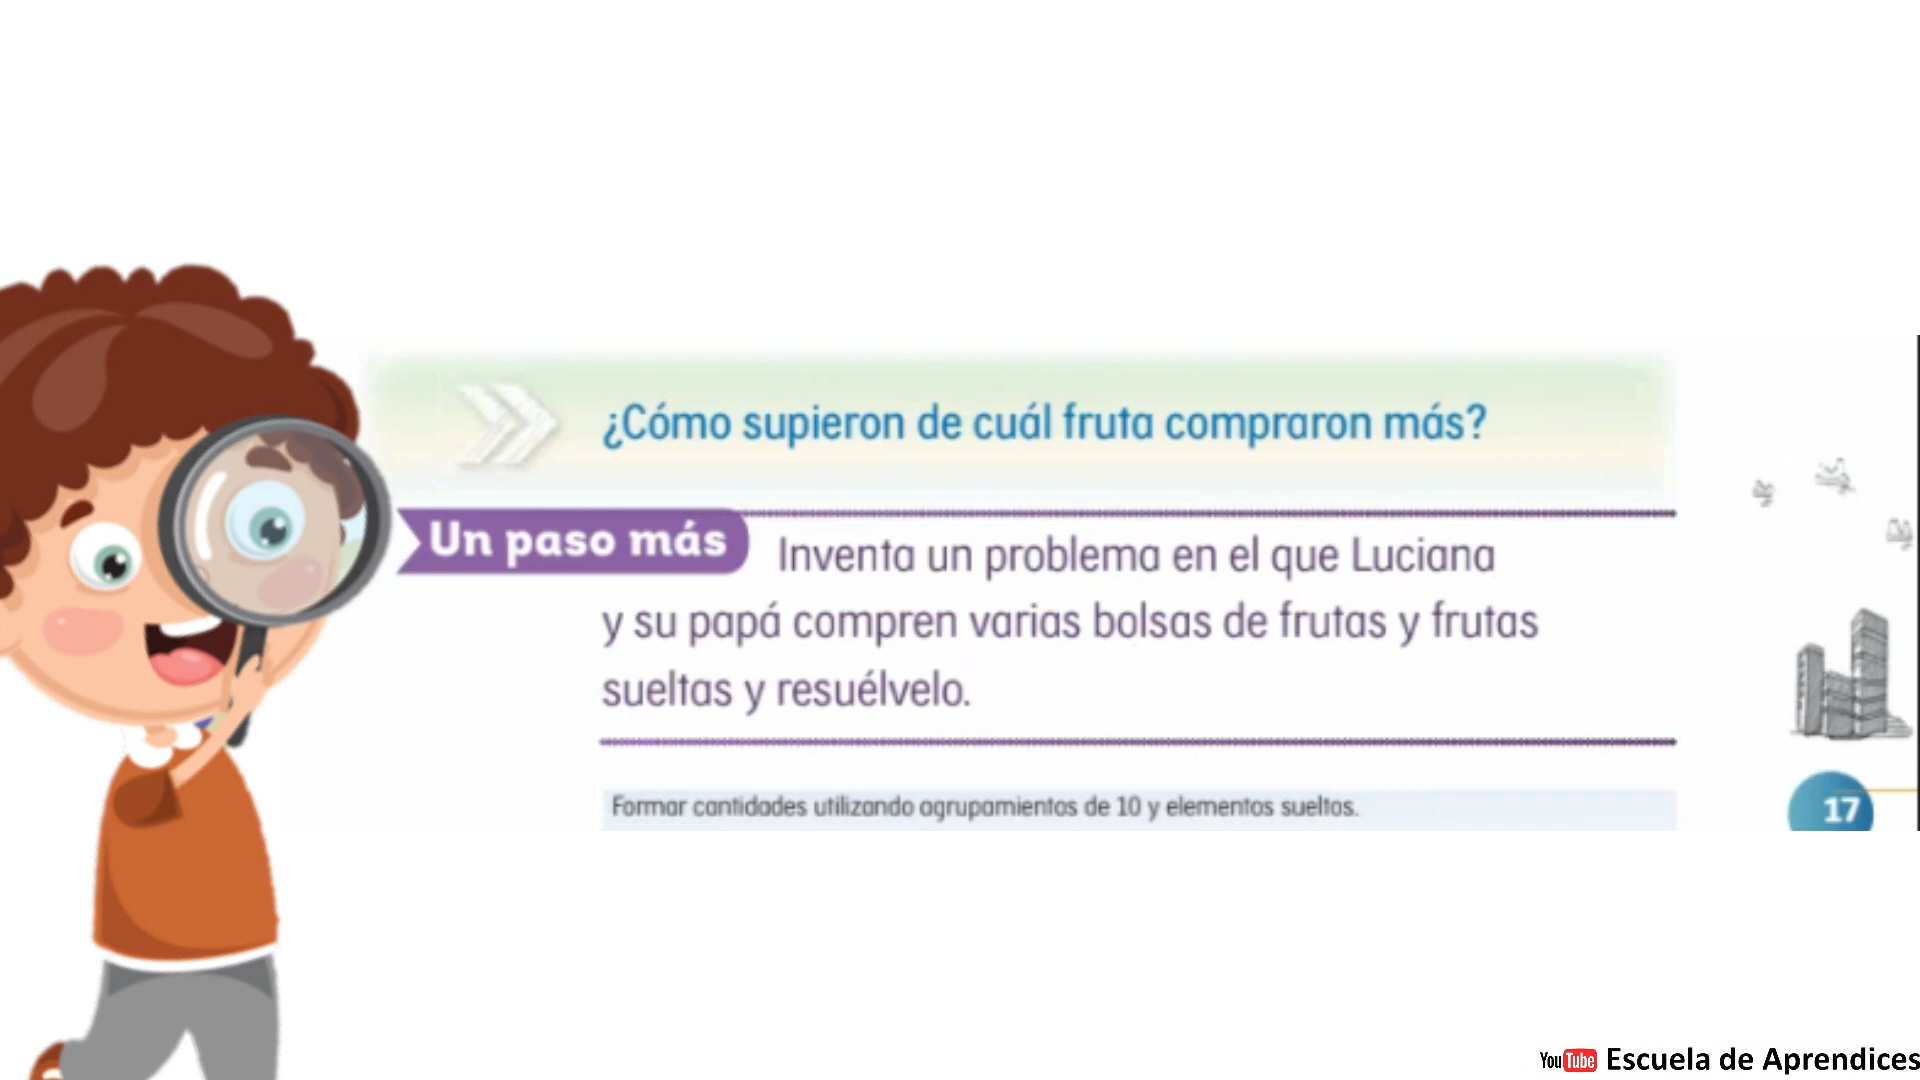 ¿Cómo supieron de cuál fruta compraron más?
Un paso más Inventa un problema en el que Luciana
y su papá compren varias bolsas de frutas y frutas
sueltas y resuélvelo.
Formar cantidades utilizando agrupamientos de 10 y elementos sueltos.
17
YouTube Escuela de Aprendices